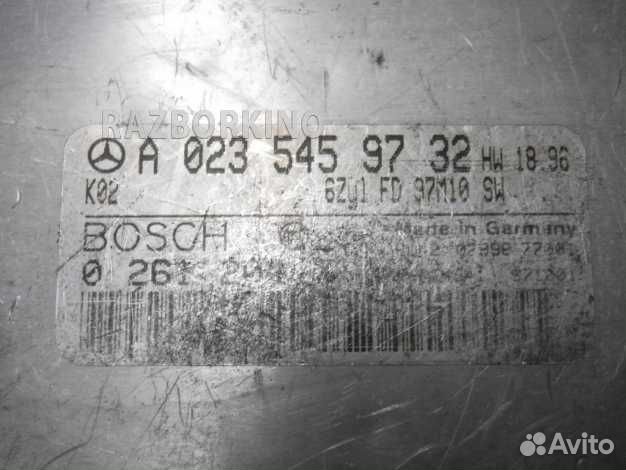 RAZBORKINO
A 023 545 97 32 HW 18.96
K02 6Zyl FD 97M10 SW
BOSCH Made in Germany
0 261
Avito